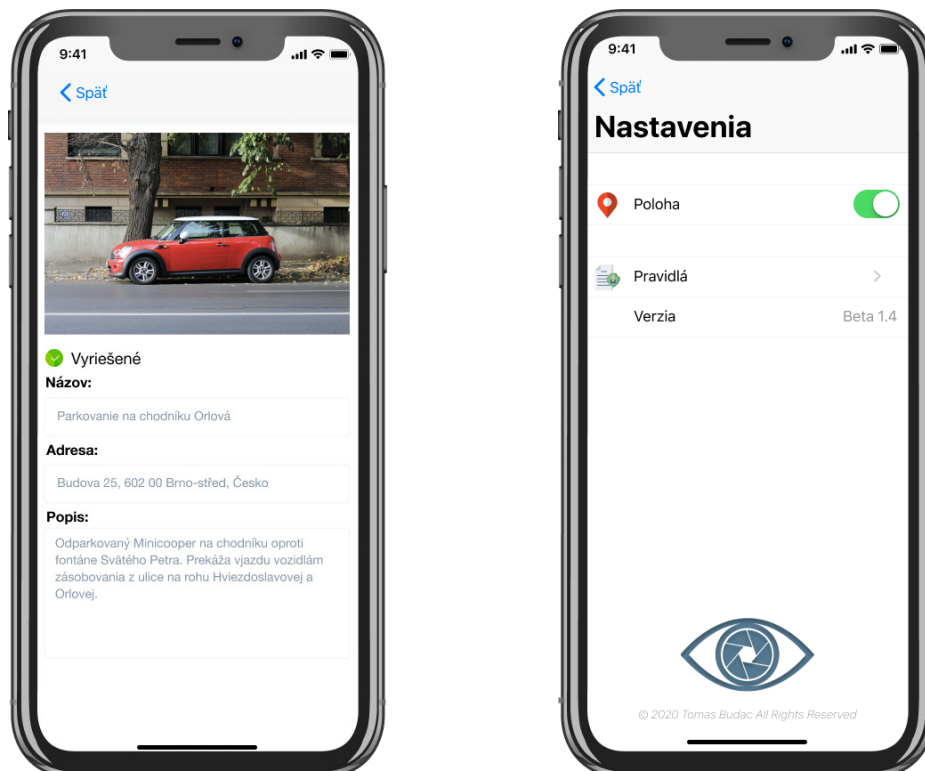 9:41
Späť
Vyriešené
Názov:
Parkovanie na chodníku Orlová
Adresa:
Budova 25, 602 00 Brno-střed, Česko
Popis:
Odparkovaný Minicooper na chodníku oproti
fontáne Svätého Petra. Prekáža vjazdu vozidlám
zásobovania z ulice na rohu Hviezdoslavovej a
Orlovej.
9:41
Späť
Nastavenia
Poloha
Pravidlá
Verzia Beta 1.4
© 2020 Tomas Budac All Rights Reserved